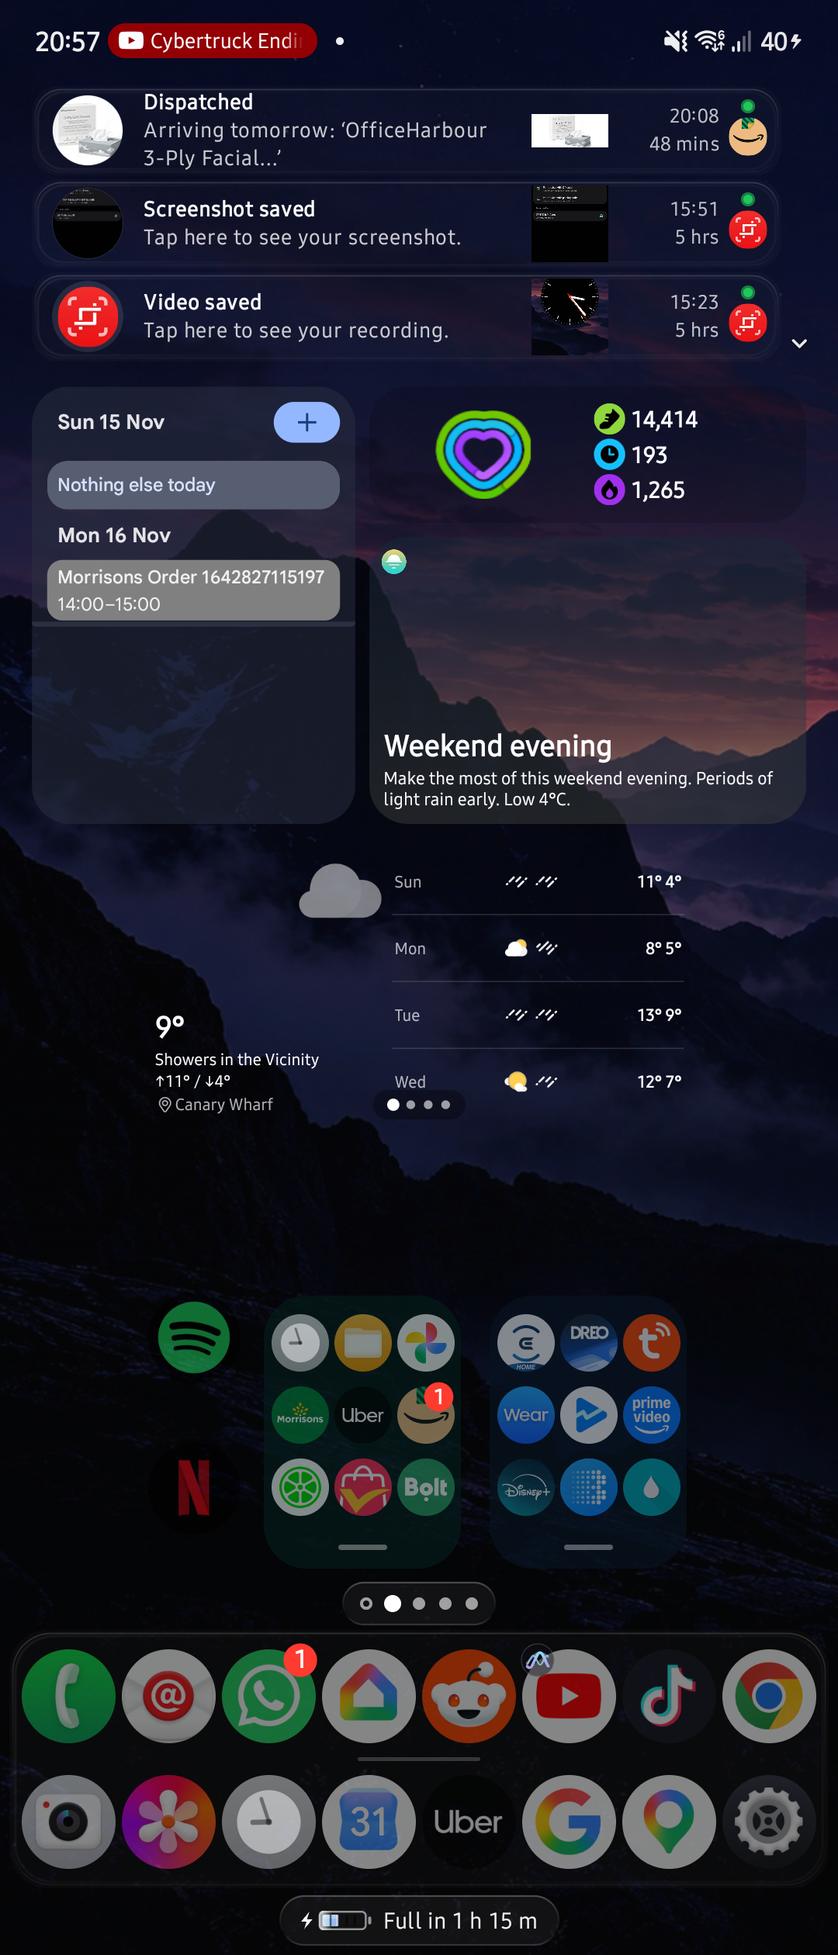 20:57
Cybertruck Endi
40
Dispatched
Arriving tomorrow: ‘OfficeHarbour
3-Ply Facial...’
20:08
48 mins
Screenshot saved
Tap here to see your screenshot.
15:51
5 hrs
Video saved
Tap here to see your recording.
15:23
5 hrs
Sun 15 Nov
Nothing else today
Mon 16 Nov
Morrisons Order 1642827115197
14:00–15:00
14,414
193
1,265
Weekend evening
Make the most of this weekend evening. Periods of
light rain early. Low 4°C.
Sun
11° 4°
Mon
8° 5°
Tue
13° 9°
Wed
12° 7°
9°
Showers in the Vicinity
↑11° / ↓4°
Canary Wharf
HOME
DREO
Morrisons
Uber
1
Wear
prime
video
Bolt
Disney+
1
31
Uber
Full in 1 h 15 m